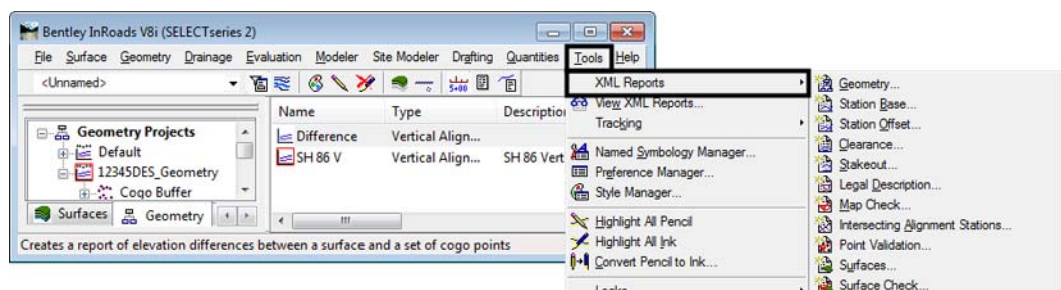 Bentley InRoads V8i (SELECTseries 2)
File Surface Geometry Drainage Evaluation Modeler Site Modeler Drafting Quantities Tools Help
<Unnamed>
5+00
Name Type Description
Geometry Projects
Default
12345DES_Geometry
Cogo Buffer
Difference Vertical Align...
SH 86 V Vertical Align... SH 86 Vert
Surfaces Geometry
Creates a report of elevation differences between a surface and a set of cogo points
XML Reports
View XML Reports...
Tracking
Named Symbology Manager...
Preference Manager...
Style Manager...
Highlight All Pencil
Highlight All Ink
Convert Pencil to Ink...
Locks
Geometry...
Station Base...
Station Offset...
Clearance...
Stakeout...
Legal Description...
Map Check...
Intersecting Alignment Stations...
Point Validation...
Surfaces...
Surface Check...